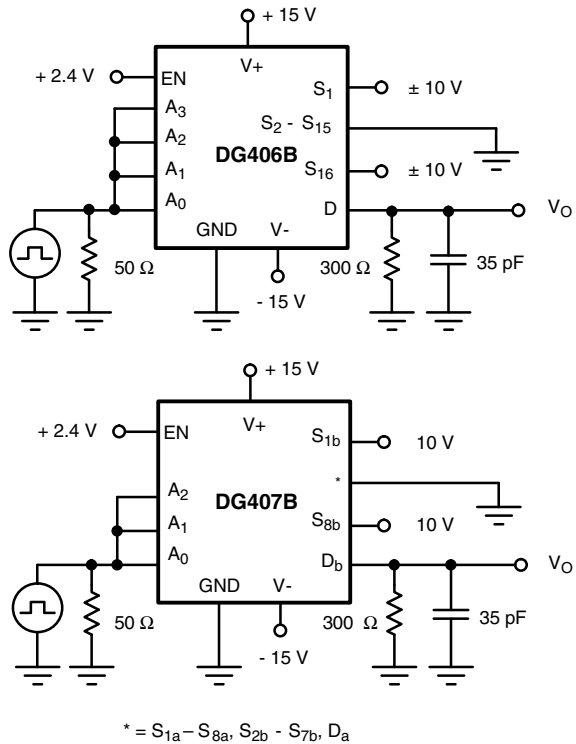 + 15 V
+ 2.4 V
EN
V+
A3
A2
A1
A0
DG406B
S1
± 10 V
S2 - S15
S16
± 10 V
D
VO
GND
V-
50 Ω
300 Ω
35 pF
- 15 V
+ 15 V
+ 2.4 V
EN
V+
A2
A1
A0
DG407B
S1b
10 V
*
S8b
10 V
Db
VO
GND
V-
50 Ω
300 Ω
35 pF
- 15 V
* = S1a – S8a, S2b - S7b, Da